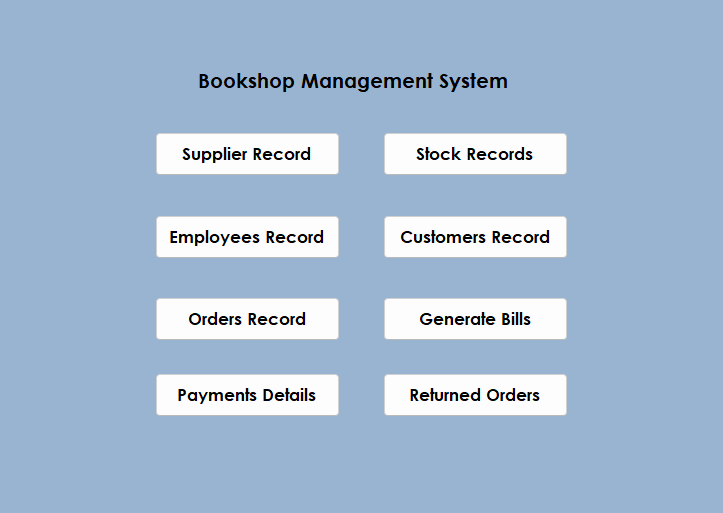 Bookshop Management System
Supplier Record
Stock Records
Employees Record
Customers Record
Orders Record
Generate Bills
Payments Details
Returned Orders